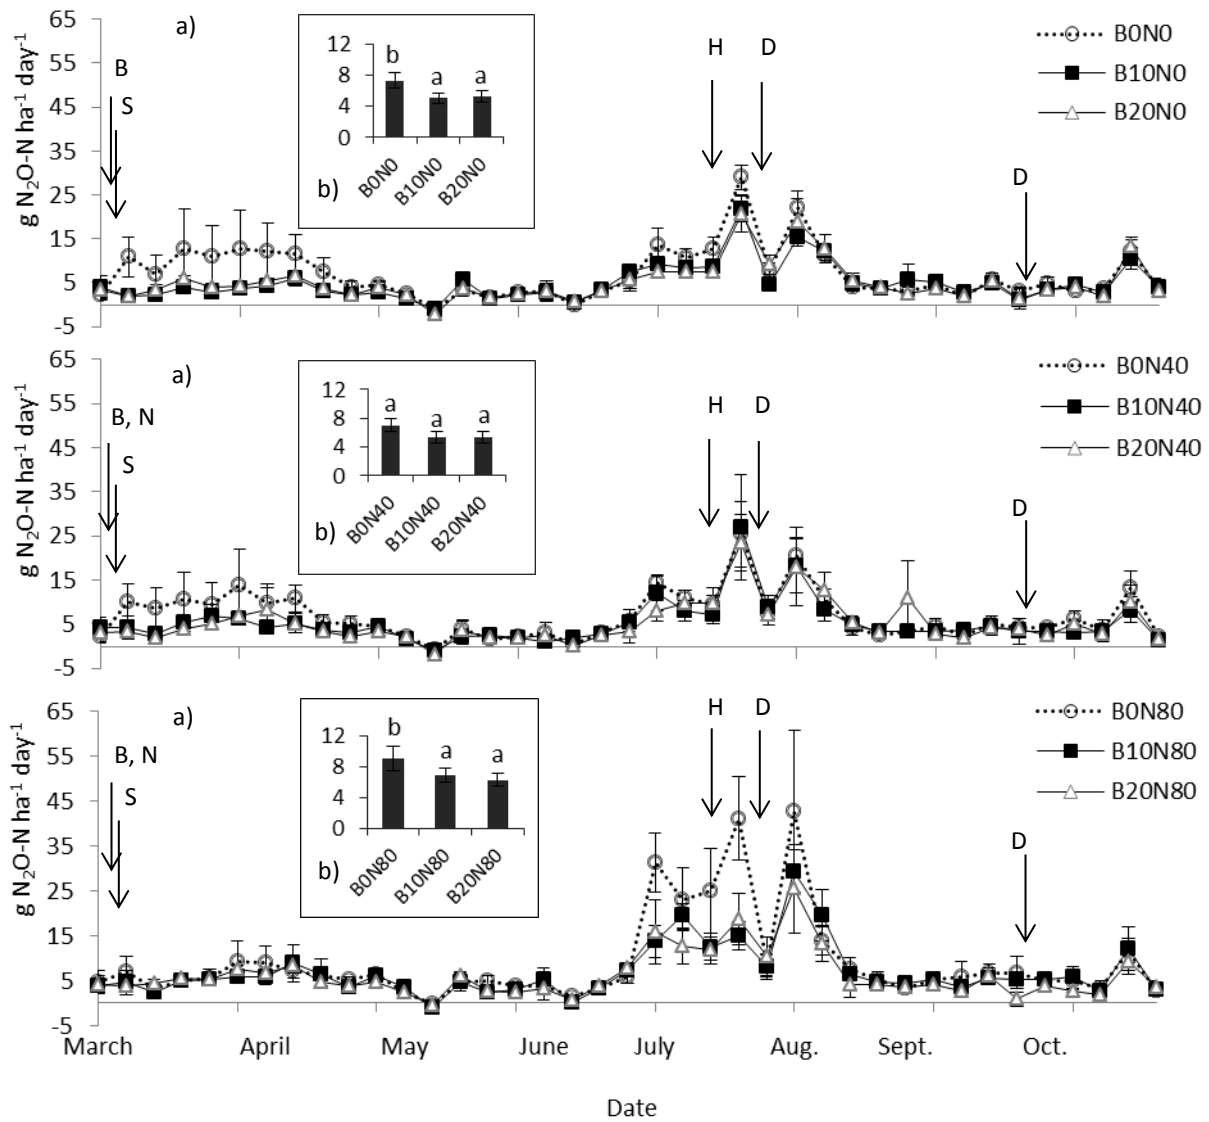 65
55
45
35
25
15
5
-5
g N₂O-N ha⁻¹ day⁻¹
a)
B
S
12
8
4
0
b
a
a
b)
B0N0
B10N0
B20N0
H
D
D
B0N0
B10N0
B20N0
65
55
45
35
25
15
5
-5
g N₂O-N ha⁻¹ day⁻¹
a)
B, N
S
12
8
4
0
a
a
a
b)
B0N40
B10N40
B20N40
H
D
D
B0N40
B10N40
B20N40
65
55
45
35
25
15
5
-5
g N₂O-N ha⁻¹ day⁻¹
a)
B, N
S
12
8
4
0
b
a
a
b)
B0N80
B10N80
B20N80
H
D
D
B0N80
B10N80
B20N80
March April May June July Aug. Sept. Oct.
Date